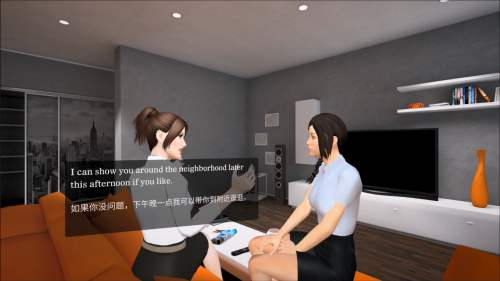 I can show you around the neighborhood later
this afternoon if you like.
如果你没问题，下午晚一点我可以带你到附近逛逛。